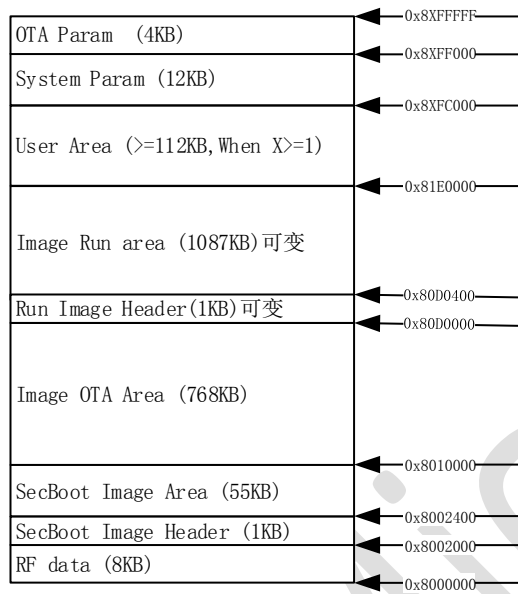 0x8XFFFFF
OTA Param (4KB)
0x8XFF000
System Param (12KB)
0x8XFC000
User Area (>=112KB,When X>=1)
0x81E0000
Image Run area (1087KB)可变
0x80D0400
Run Image Header(1KB)可变
0x80D0000
Image OTA Area (768KB)
0x8010000
SecBoot Image Area (55KB)
0x8002400
SecBoot Image Header (1KB)
0x8002000
RF data (8KB)
0x8000000